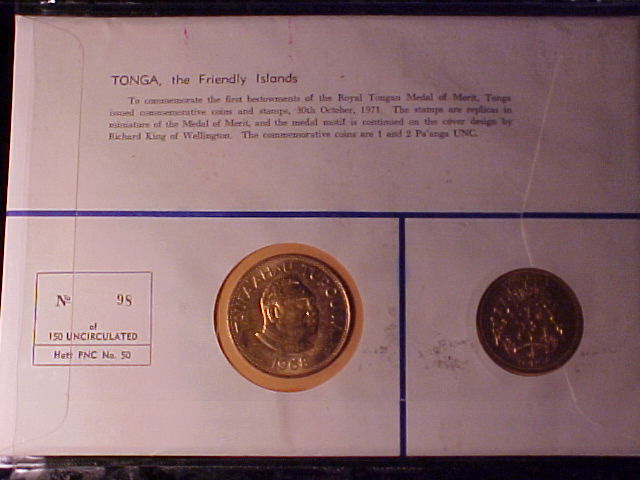 TONGA, the Friendly Islands
To commemorate the first bestowments of the Royal Tongan Medal of Merit, Tonga
issued commemorative coins and stamps, 30th October, 1971. The stamps are replicas in
miniature of the Medal of Merit, and the medal motif is continued on the cover design by
Richard King of Wellington. The commemorative coins are 1 and 2 Pa'anga UNC.
No 98
of
150 UNCIRCULATED
Hett PNC No. 50
1968